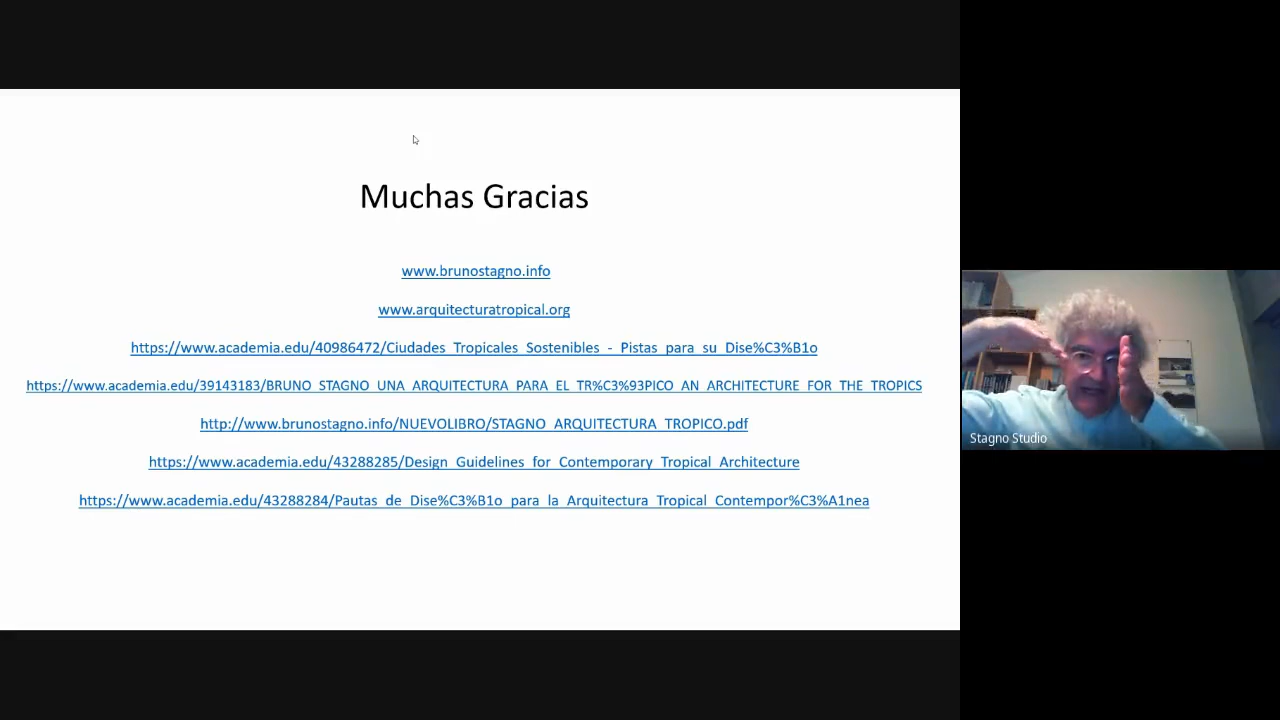 Muchas Gracias
www.brunostagno.info
www.arquitecturatropical.org
https://www.academia.edu/40986472/Ciudades_Tropicales_Sostenibles_-_Pistas_para_su_Dise%C3%B1o
https://www.academia.edu/39143183/BRUNO_STAGNO_UNA_ARQUITECTURA_PARA_EL_TR%C3%93PICO_AN_ARCHITECTURE_FOR_THE_TROPICS
http://www.brunostagno.info/NUEVOLIBRO/STAGNO_ARQUITECTURA_TROPICO.pdf
https://www.academia.edu/43288285/Design_Guidelines_for_Contemporary_Tropical_Architecture
https://www.academia.edu/43288284/Pautas_de_Dise%C3%B1o_para_la_Arquitectura_Tropical_Contempor%C3%A1nea
Stagno Studio